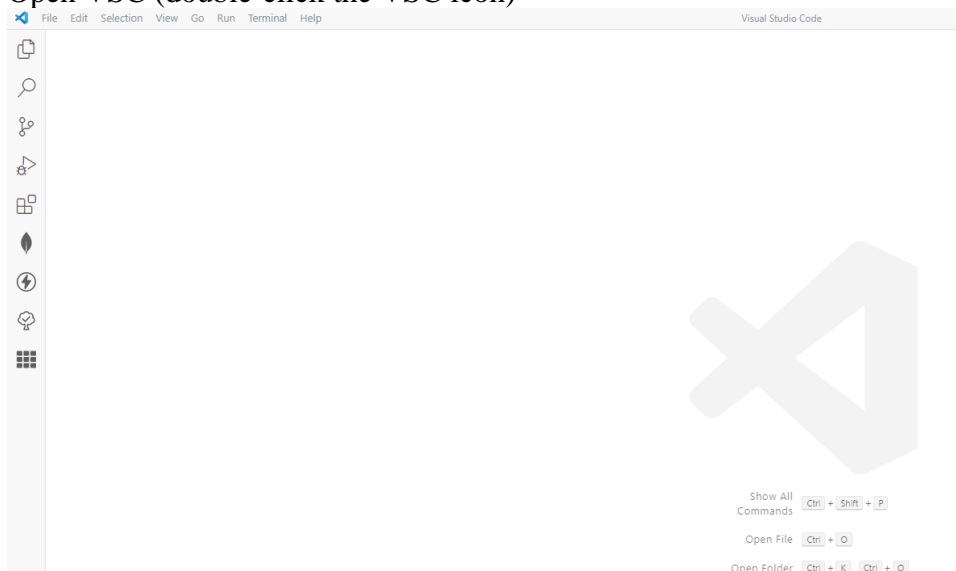 Open VSC (double-click the VSC icon)
File Edit Selection View Go Run Terminal Help Visual Studio Code
Show All Ctrl + Shift + P
Commands
Open File Ctrl + O
Open Folder Ctrl + K Ctrl + O